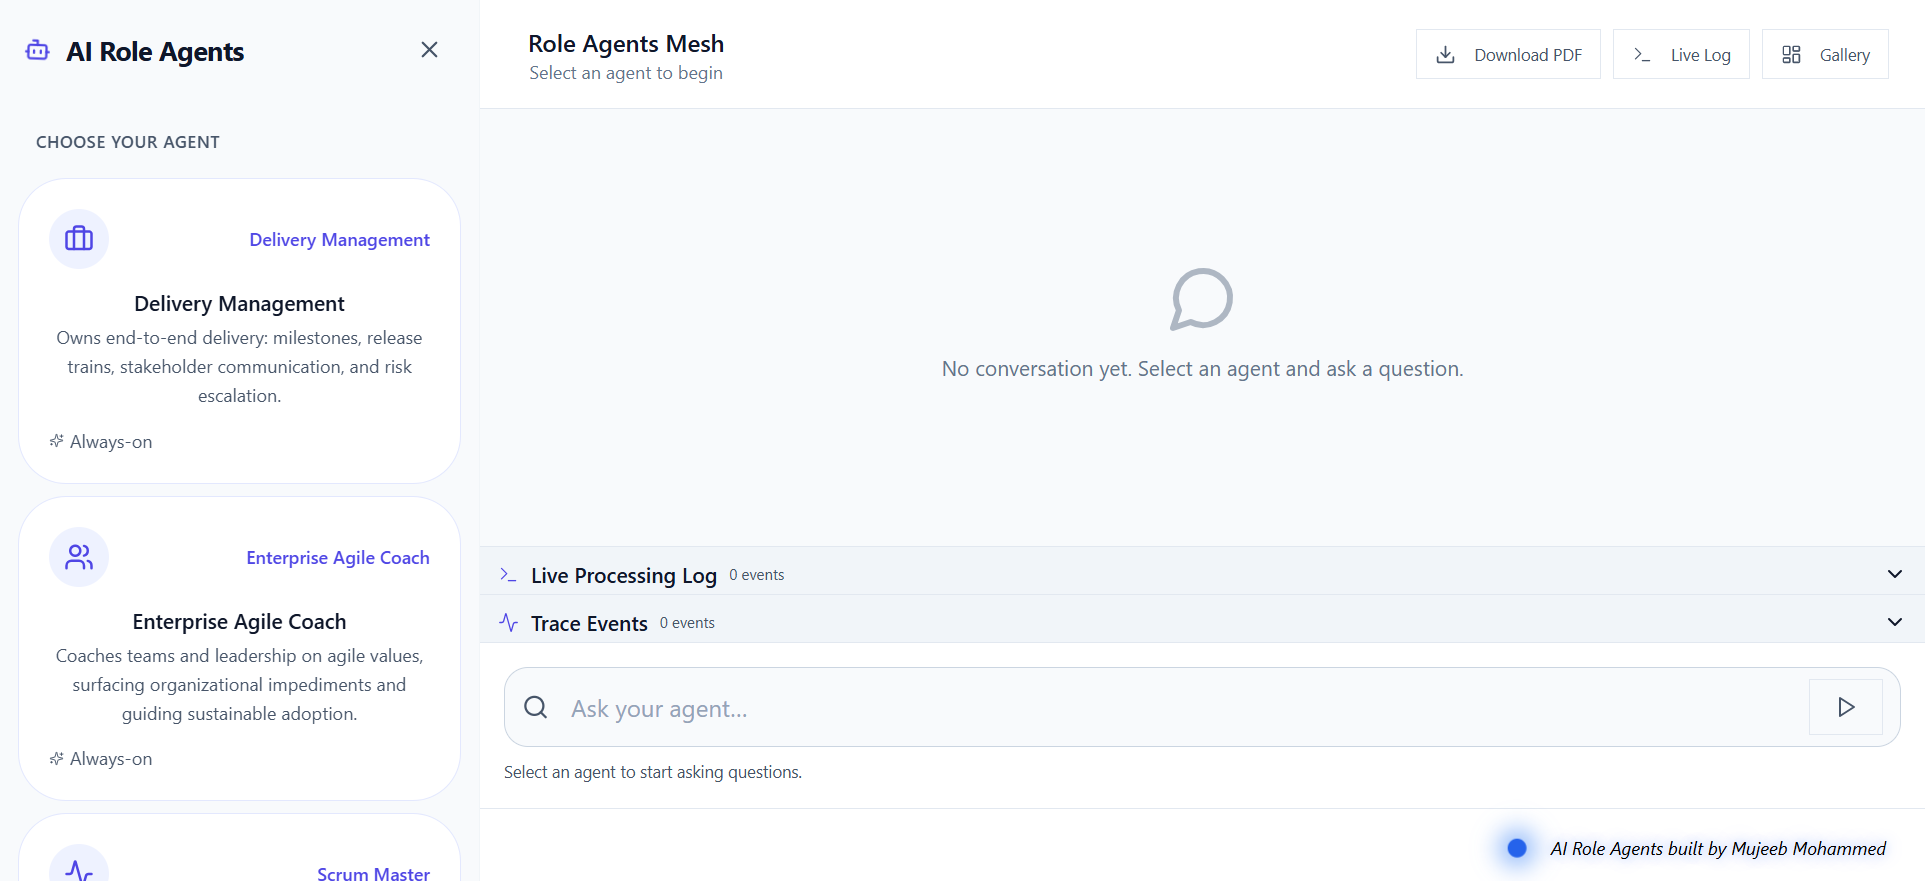 AI Role Agents
CHOOSE YOUR AGENT
Delivery Management
Delivery Management
Owns end-to-end delivery: milestones, release
trains, stakeholder communication, and risk
escalation.
Always-on
Enterprise Agile Coach
Enterprise Agile Coach
Coaches teams and leadership on agile values,
surfacing organizational impediments and
guiding sustainable adoption.
Always-on
Scrum Master
Role Agents Mesh
Select an agent to begin
Download PDF
Live Log
Gallery
No conversation yet. Select an agent and ask a question.
Live Processing Log 0 events
Trace Events 0 events
Ask your agent...
Select an agent to start asking questions.
AI Role Agents built by Mujeeb Mohammed